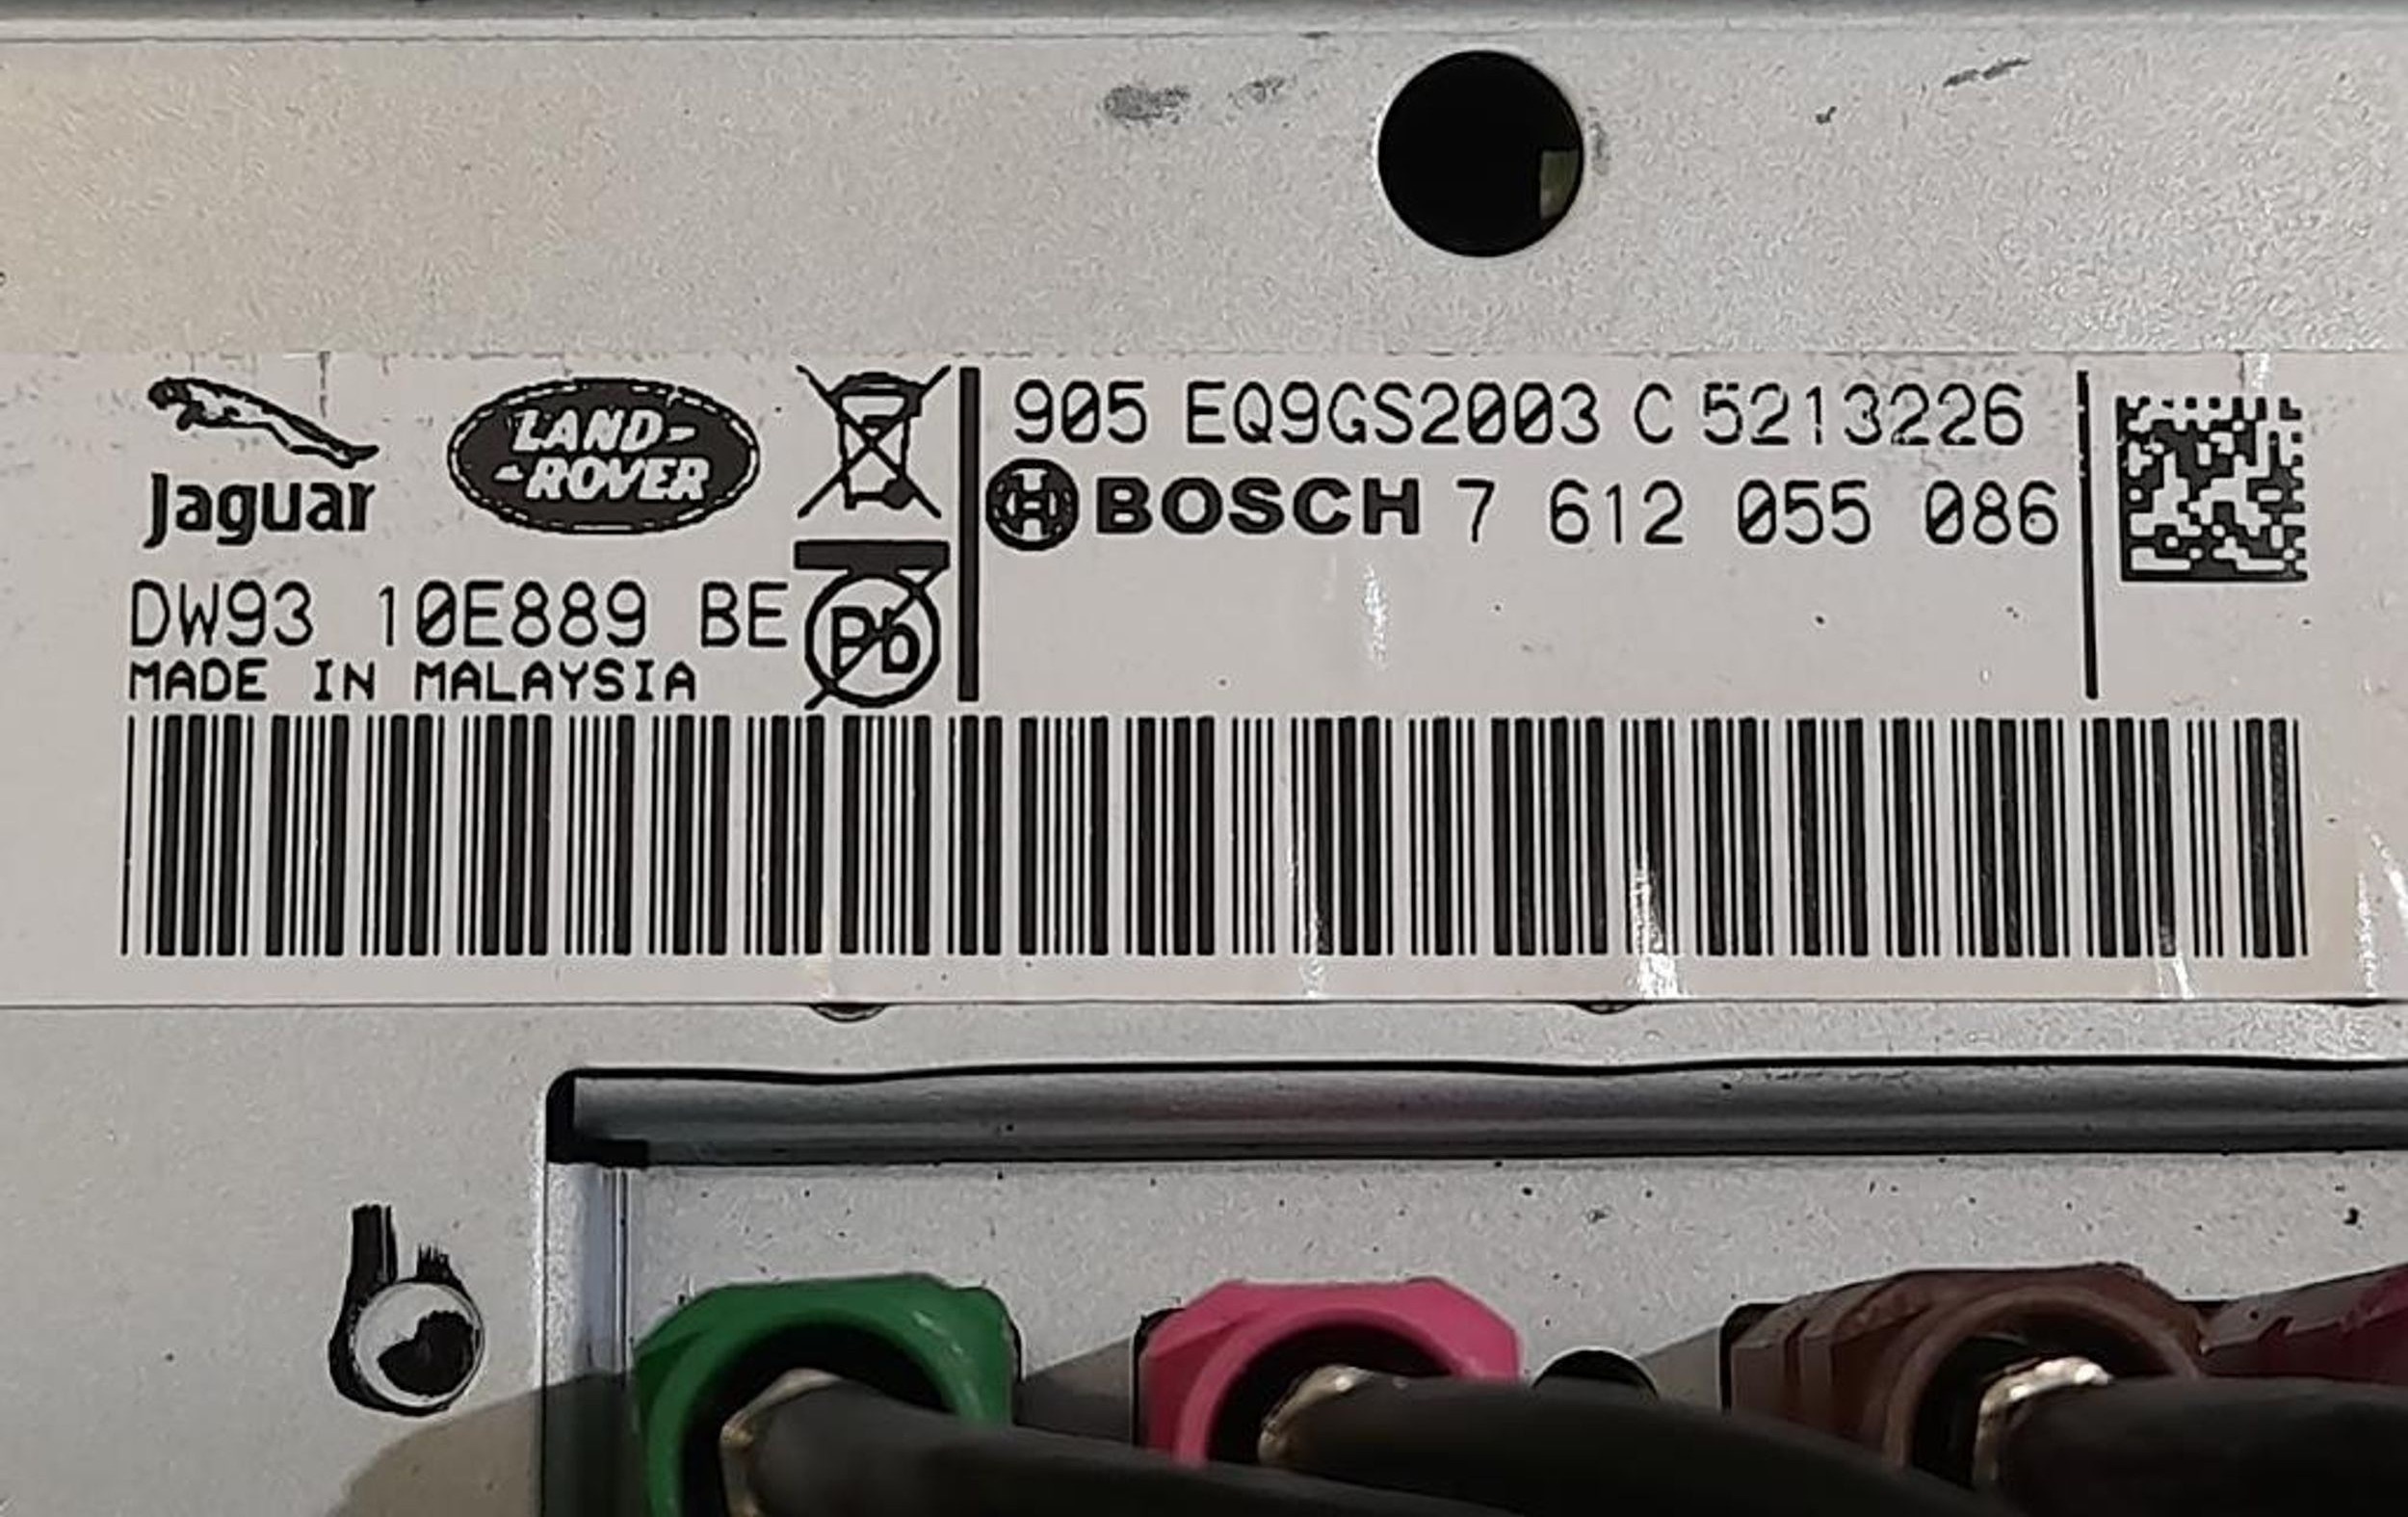 Jaguar
LAND-
-ROVER
DW93 10E889 BE
MADE IN MALAYSIA
Pb
905 EQ9GS2003 C 5213226
BOSCH 7 612 055 086